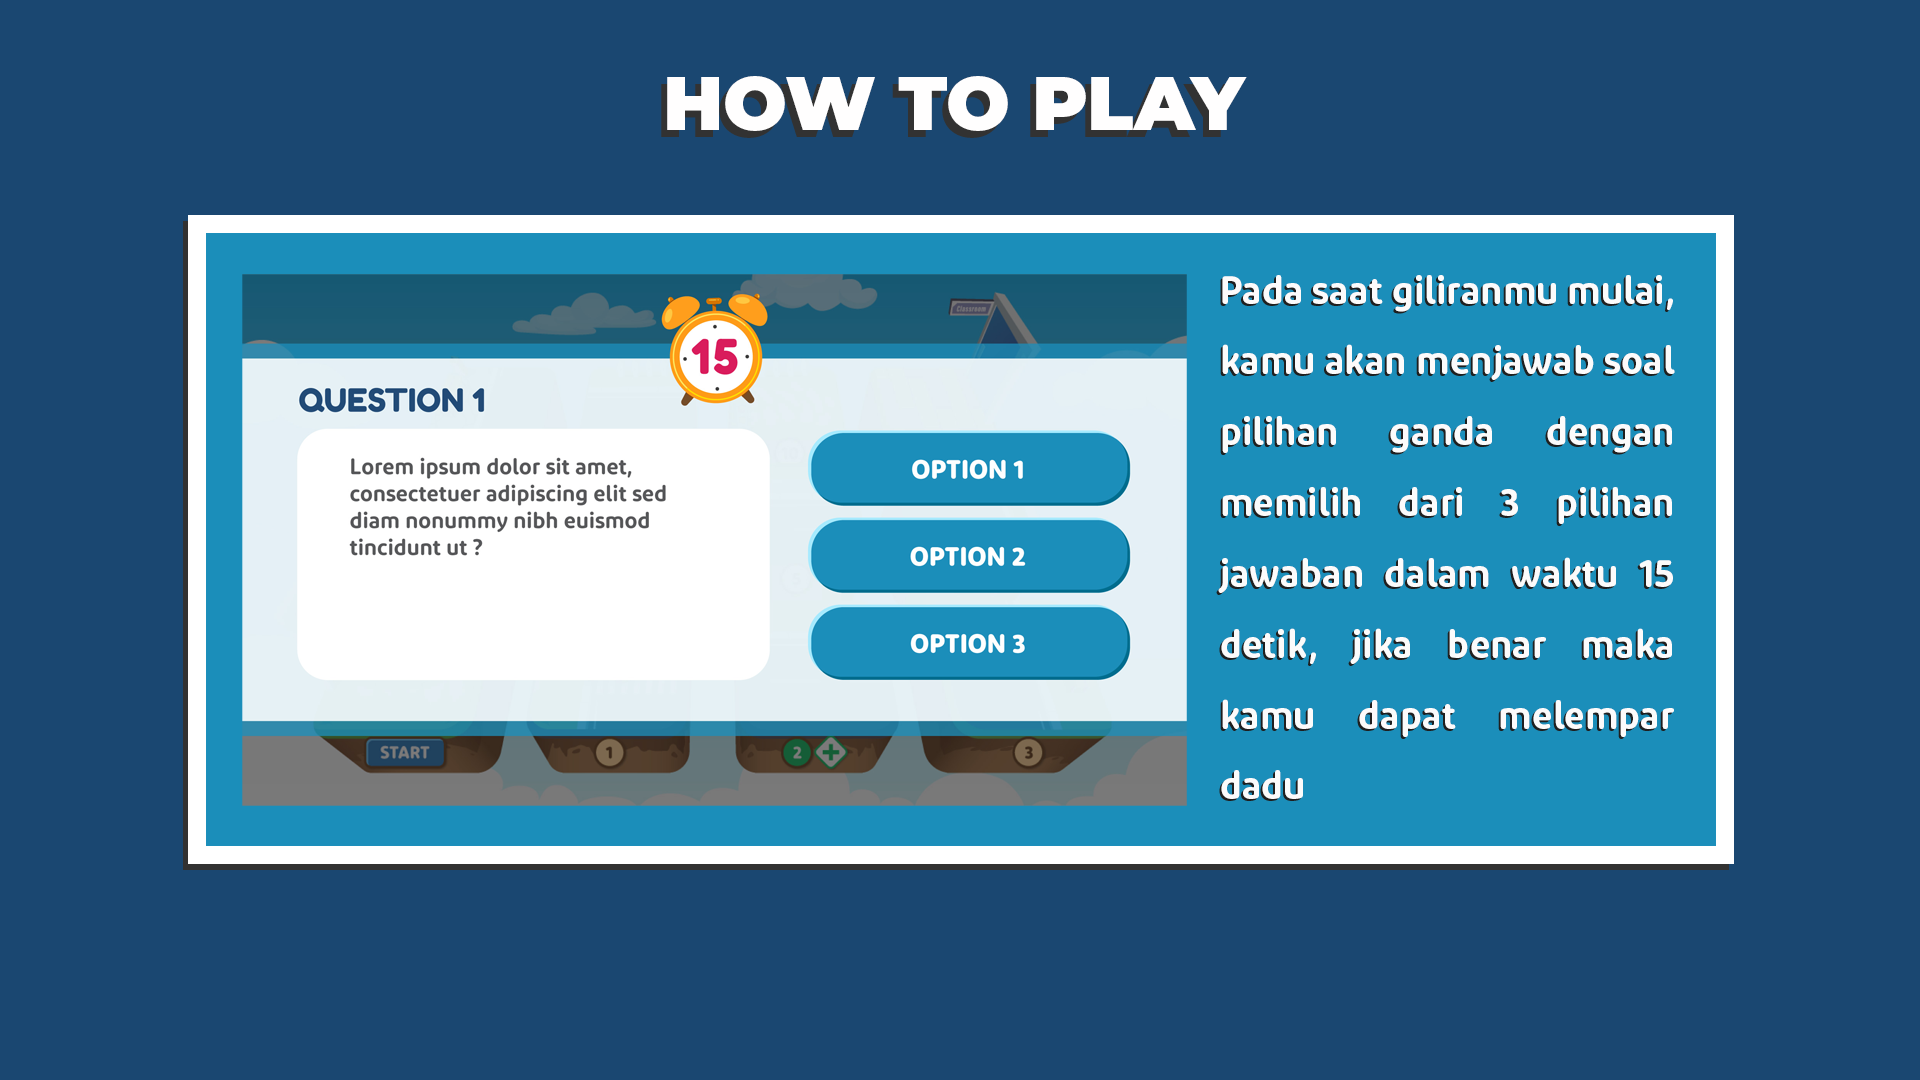 HOW TO PLAY
Classroom
15
QUESTION 1
Lorem ipsum dolor sit amet,
consectetuer adipiscing elit sed
diam nonummy nibh euismod
tincidunt ut ?
OPTION 1
OPTION 2
OPTION 3
START
1
2
3
Pada saat giliranmu mulai,
kamu akan menjawab soal
pilihan ganda dengan
memilih dari 3 pilihan
jawaban dalam waktu 15
detik, jika benar maka
kamu dapat melempar
dadu